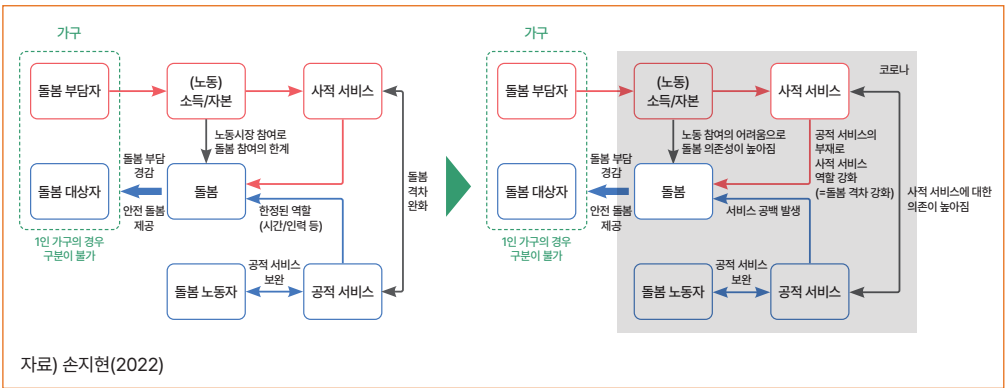 가구
돌봄 부담자
(노동)
소득/자본
사적 서비스
노동시장 참여로
돌봄 참여의 한계
돌봄 대상자
돌봄 부담
경감
안전 돌봄
제공
돌봄
한정된 역할
(시간/인력 등)
돌봄
격차
완화
1인 가구의 경우
구분이 불가
돌봄 노동자
공적 서비스
보완
공적 서비스
가구
코로나
돌봄 부담자
(노동)
소득/자본
사적 서비스
노동 참여의 어려움으로
돌봄 의존성이 높아짐
공적 서비스의
부재로
사적 서비스
역할 강화
(=돌봄 격차 강화)
돌봄 대상자
돌봄 부담
경감
안전 돌봄
제공
돌봄
서비스 공백 발생
사적 서비스에 대한
의존이 높아짐
1인 가구의 경우
구분이 불가
돌봄 노동자
공적 서비스
보완
공적 서비스
자료) 손지현(2022)